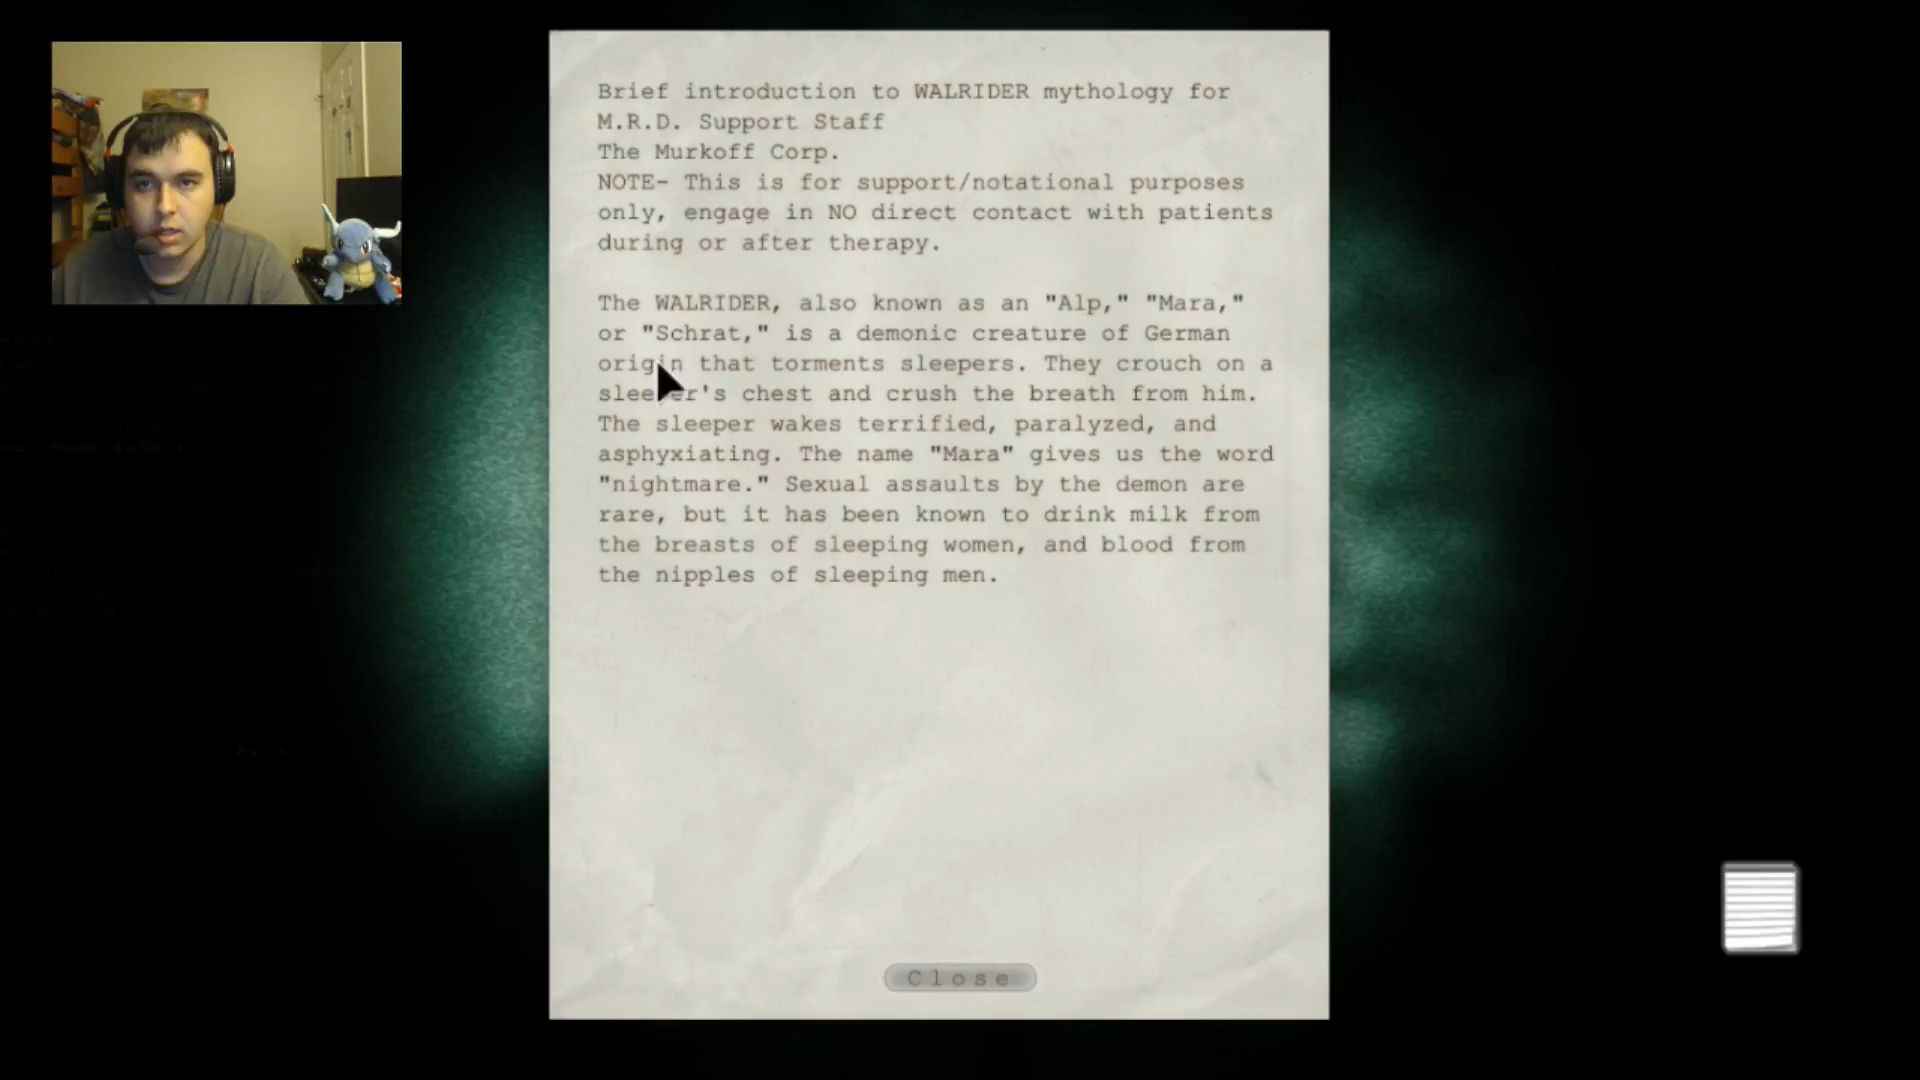 Brief introduction to WALRIDER mythology for
M.R.D. Support Staff
The Murkoff Corp.
NOTE- This is for support/notational purposes
only, engage in NO direct contact with patients
during or after therapy.
The WALRIDER, also known as an "Alp," "Mara,"
or "Schrat," is a demonic creature of German
origin that torments sleepers. They crouch on a
sleeper's chest and crush the breath from him.
The sleeper wakes terrified, paralyzed, and
asphyxiating. The name "Mara" gives us the word
"nightmare." Sexual assaults by the demon are
rare, but it has been known to drink milk from
the breasts of sleeping women, and blood from
the nipples of sleeping men.
Close